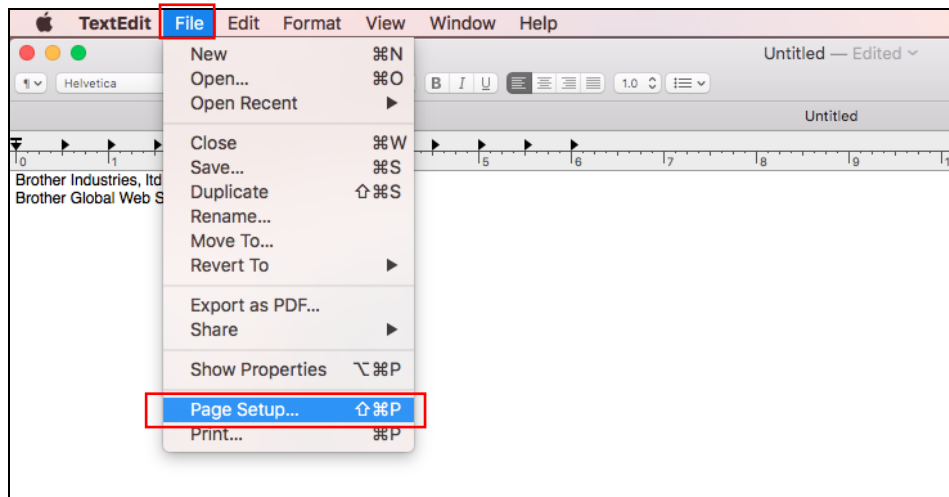 TextEdit File Edit Format View Window Help
Untitled — Edited
¶ Helvetica B I U 1.0
Untitled
0 1 5 6 7 8 9
Brother Industries, ltd
Brother Global Web S
New ⌘N
Open... ⌘O
Open Recent ▶
Close ⌘W
Save... ⌘S
Duplicate ⇧⌘S
Rename...
Move To...
Revert To ▶
Export as PDF...
Share ▶
Show Properties ⌥⌘P
Page Setup... ⇧⌘P
Print... ⌘P